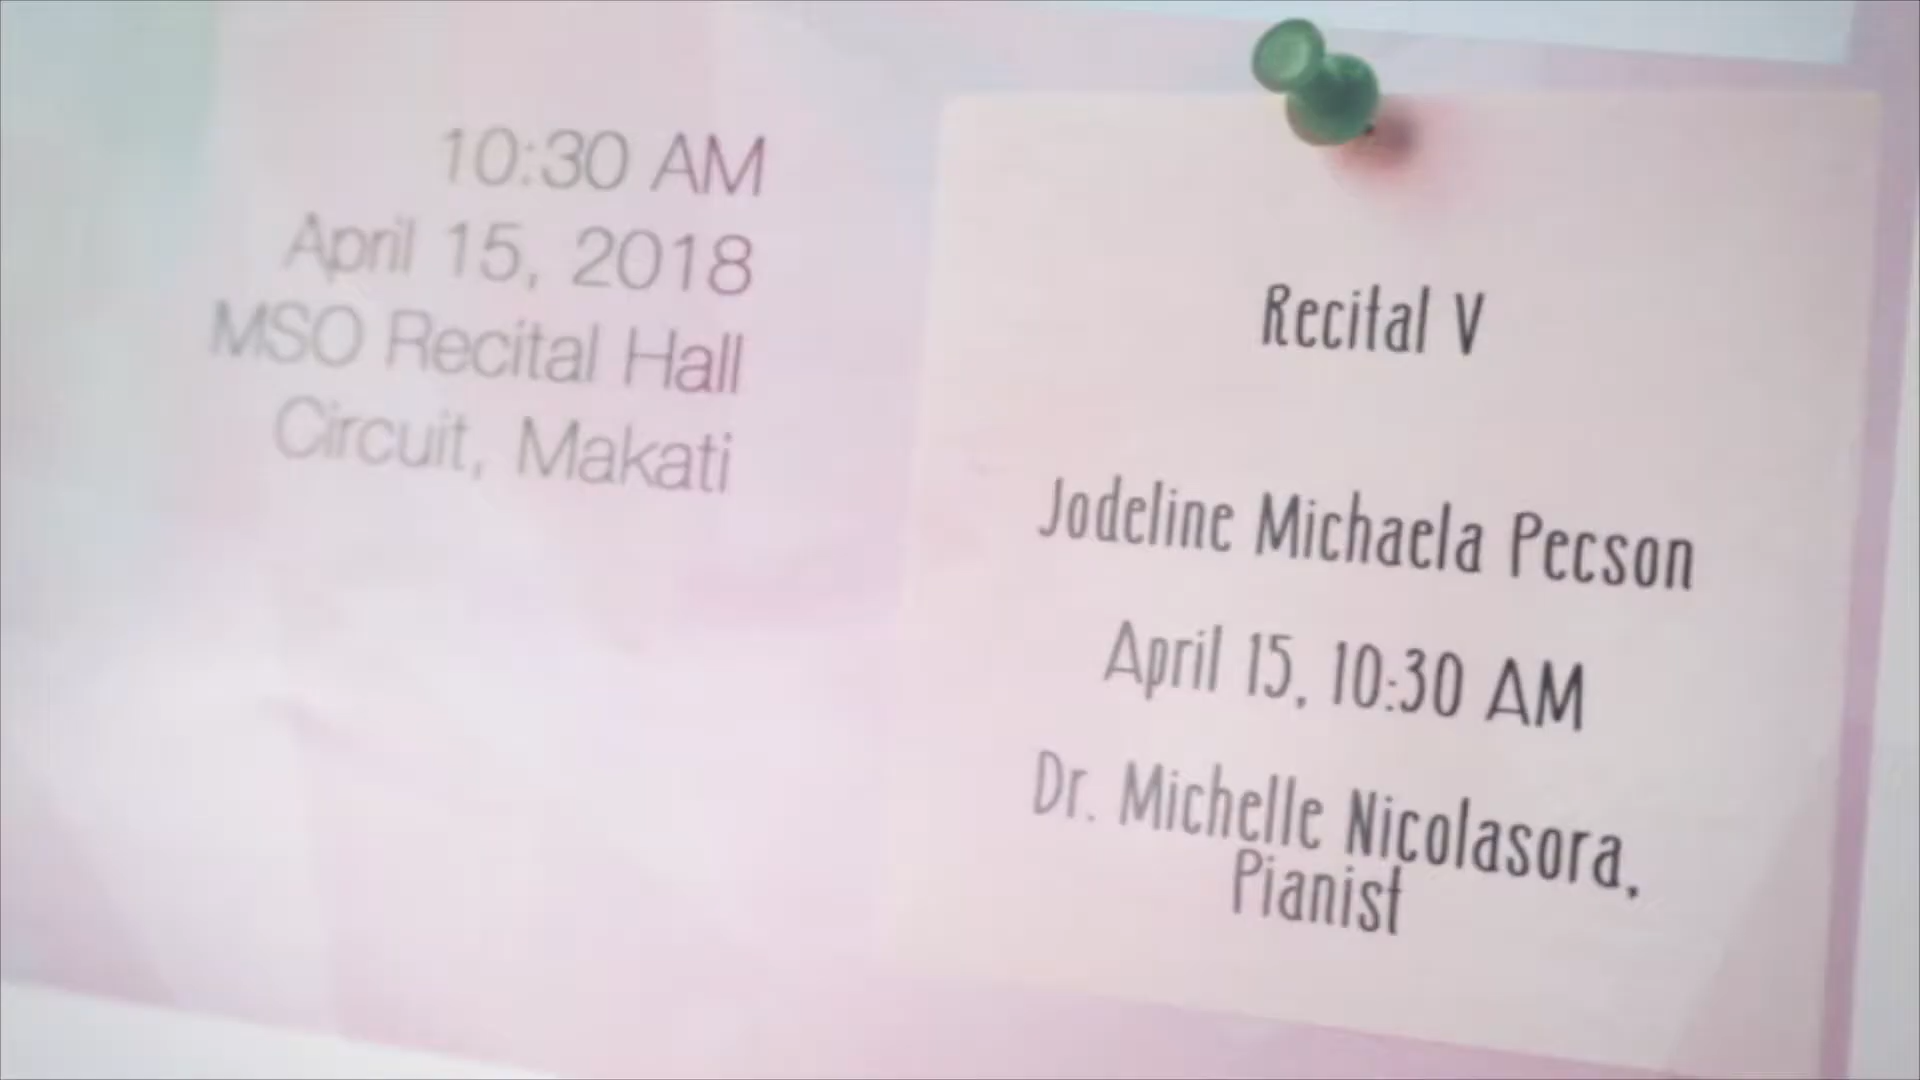 10:30 AM
April 15, 2018
MSO Recital Hall
Circuit, Makati
Recital V
Jodeline Michaela Pecson
April 15, 10:30 AM
Dr. Michelle Nicolasora,
Pianist